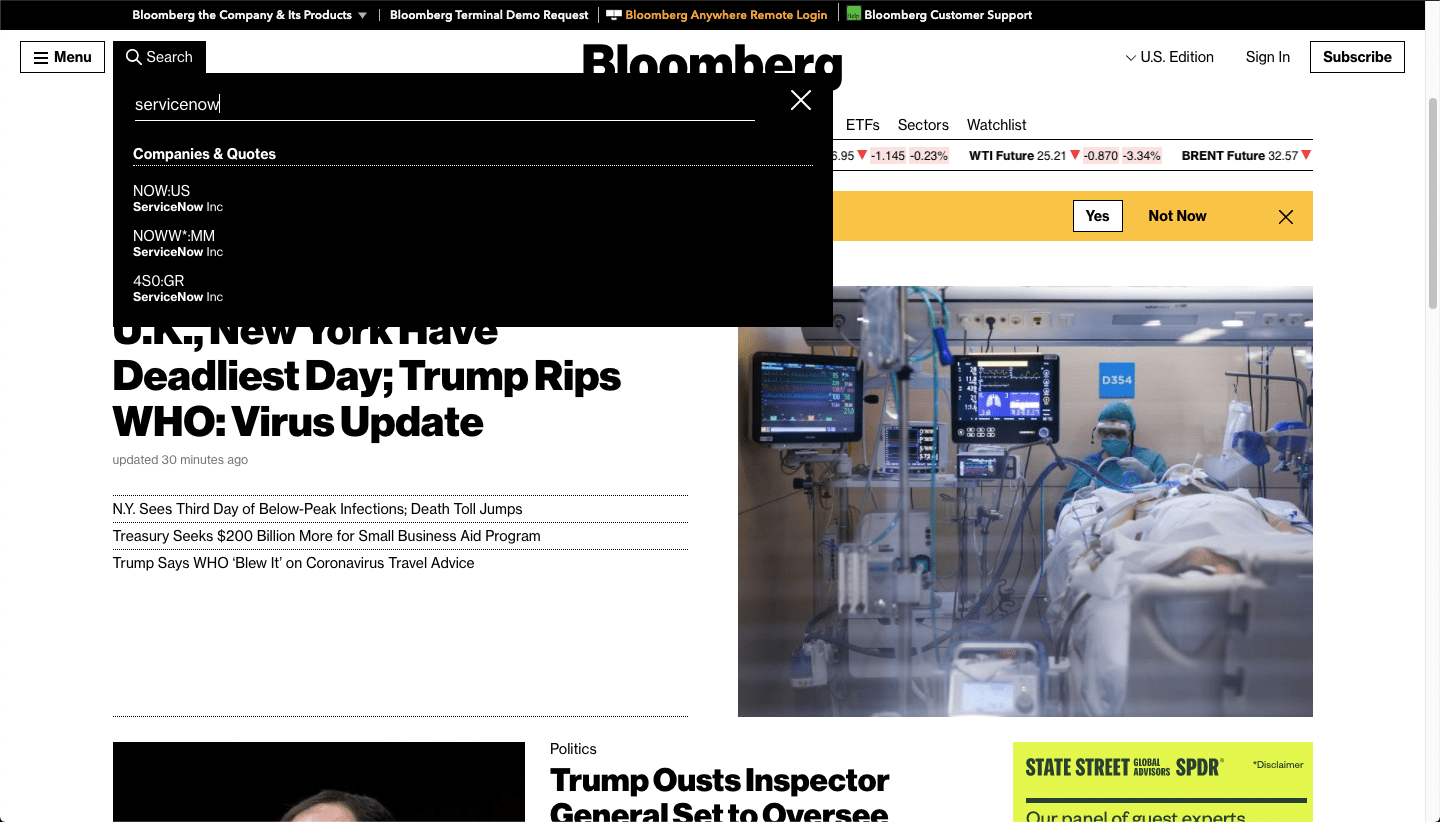 Bloomberg the Company & Its Products
Bloomberg Terminal Demo Request
Bloomberg Anywhere Remote Login
Bloomberg Customer Support
Menu
Search
Bloomberg
U.S. Edition
Sign In
Subscribe
servicenow
ETFs
Sectors
Watchlist
Companies & Quotes
6.95 ▼ -1.145 -0.23%
WTI Future 25.21 ▼ -0.870 -3.34%
BRENT Future 32.57 ▼
NOW:US
ServiceNow Inc
NOWW*:MM
ServiceNow Inc
4S0:GR
ServiceNow Inc
Yes
Not Now
U.K., New York Have
Deadliest Day; Trump Rips
WHO: Virus Update
updated 30 minutes ago
N.Y. Sees Third Day of Below-Peak Infections; Death Toll Jumps
Treasury Seeks $200 Billion More for Small Business Aid Program
Trump Says WHO ‘Blew It’ on Coronavirus Travel Advice
D354
Politics
Trump Ousts Inspector
General Set to Oversee
STATE STREET GLOBAL ADVISORS SPDR®
*Disclaimer
Our panel of guest experts